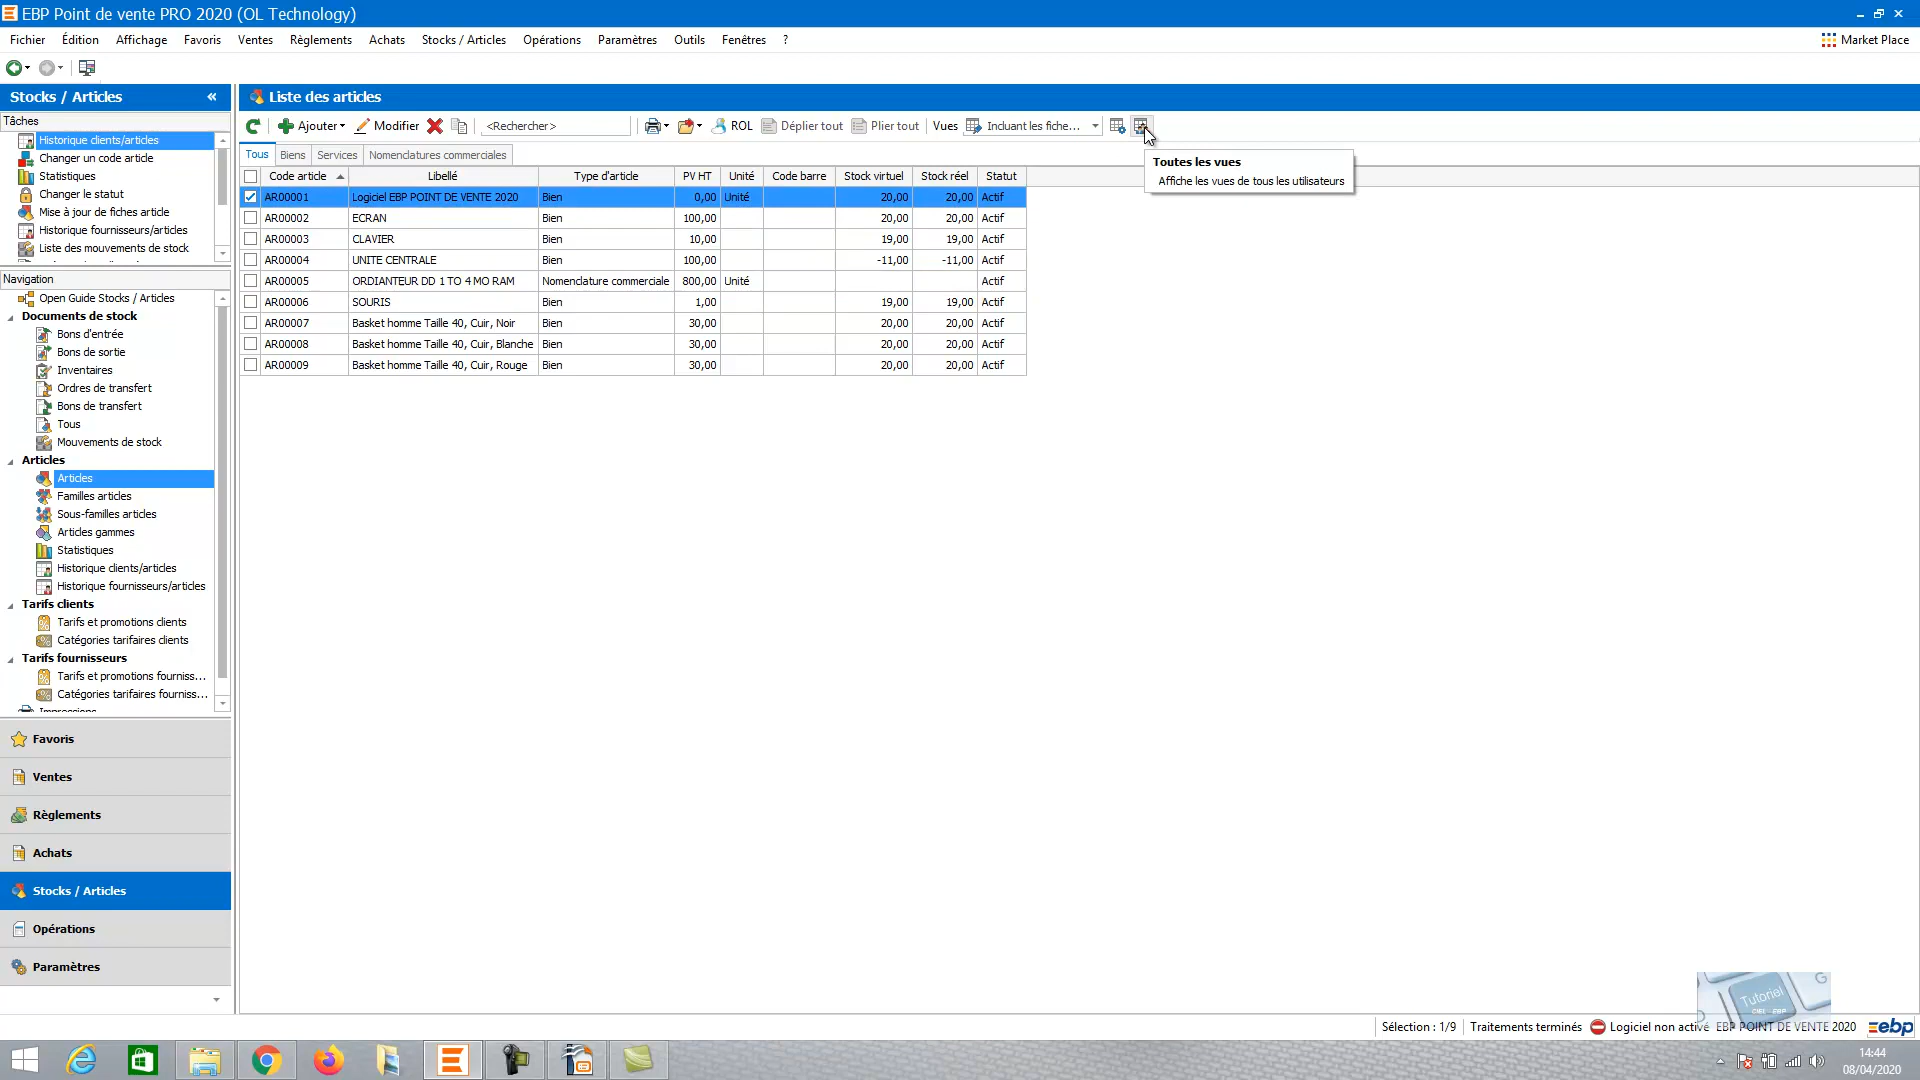 EBP Point de vente PRO 2020 (OL Technology)
Fichier Édition Affichage Favoris Ventes Règlements Achats Stocks / Articles Opérations Paramètres Outils Fenêtres ? Market Place
Stocks / Articles «
Tâches
Historique clients/articles
Changer un code article
Statistiques
Changer le statut
Mise à jour de fiches article
Historique fournisseurs/articles
Liste des mouvements de stock
Navigation
Open Guide Stocks / Articles
Documents de stock
Bons d'entrée
Bons de sortie
Inventaires
Ordres de transfert
Bons de transfert
Tous
Mouvements de stock
Articles
Articles
Familles articles
Sous-familles articles
Articles gammes
Statistiques
Historique clients/articles
Historique fournisseurs/articles
Tarifs clients
Tarifs et promotions clients
Catégories tarifaires clients
Tarifs fournisseurs
Tarifs et promotions fourniss...
Catégories tarifaires fourniss...
Favoris
Ventes
Règlements
Achats
Stocks / Articles
Opérations
Paramètres
Liste des articles
Ajouter Modifier <Rechercher> ROL Déplier tout Plier tout Vues Incluant les fiche...
Toutes les vues
Affiche les vues de tous les utilisateurs
Tous Biens Services Nomenclatures commerciales
Code article Libellé Type d'article PV HT Unité Code barre Stock virtuel Stock réel Statut
AR00001 Logiciel EBP POINT DE VENTE 2020 Bien 0,00 Unité 20,00 20,00 Actif
AR00002 ECRAN Bien 100,00 20,00 20,00 Actif
AR00003 CLAVIER Bien 10,00 19,00 19,00 Actif
AR00004 UNITE CENTRALE Bien 100,00 -11,00 -11,00 Actif
AR00005 ORDIANTEUR DD 1 TO 4 MO RAM Nomenclature commerciale 800,00 Unité Actif
AR00006 SOURIS Bien 1,00 19,00 19,00 Actif
AR00007 Basket homme Taille 40, Cuir, Noir Bien 30,00 20,00 20,00 Actif
AR00008 Basket homme Taille 40, Cuir, Blanche Bien 30,00 20,00 20,00 Actif
AR00009 Basket homme Taille 40, Cuir, Rouge Bien 30,00 20,00 20,00 Actif
Tutoriel
CIEL - EBP
Sélection : 1/9 Traitements terminés Logiciel non activé EBP POINT DE VENTE 2020 ebp
14:44
08/04/2020